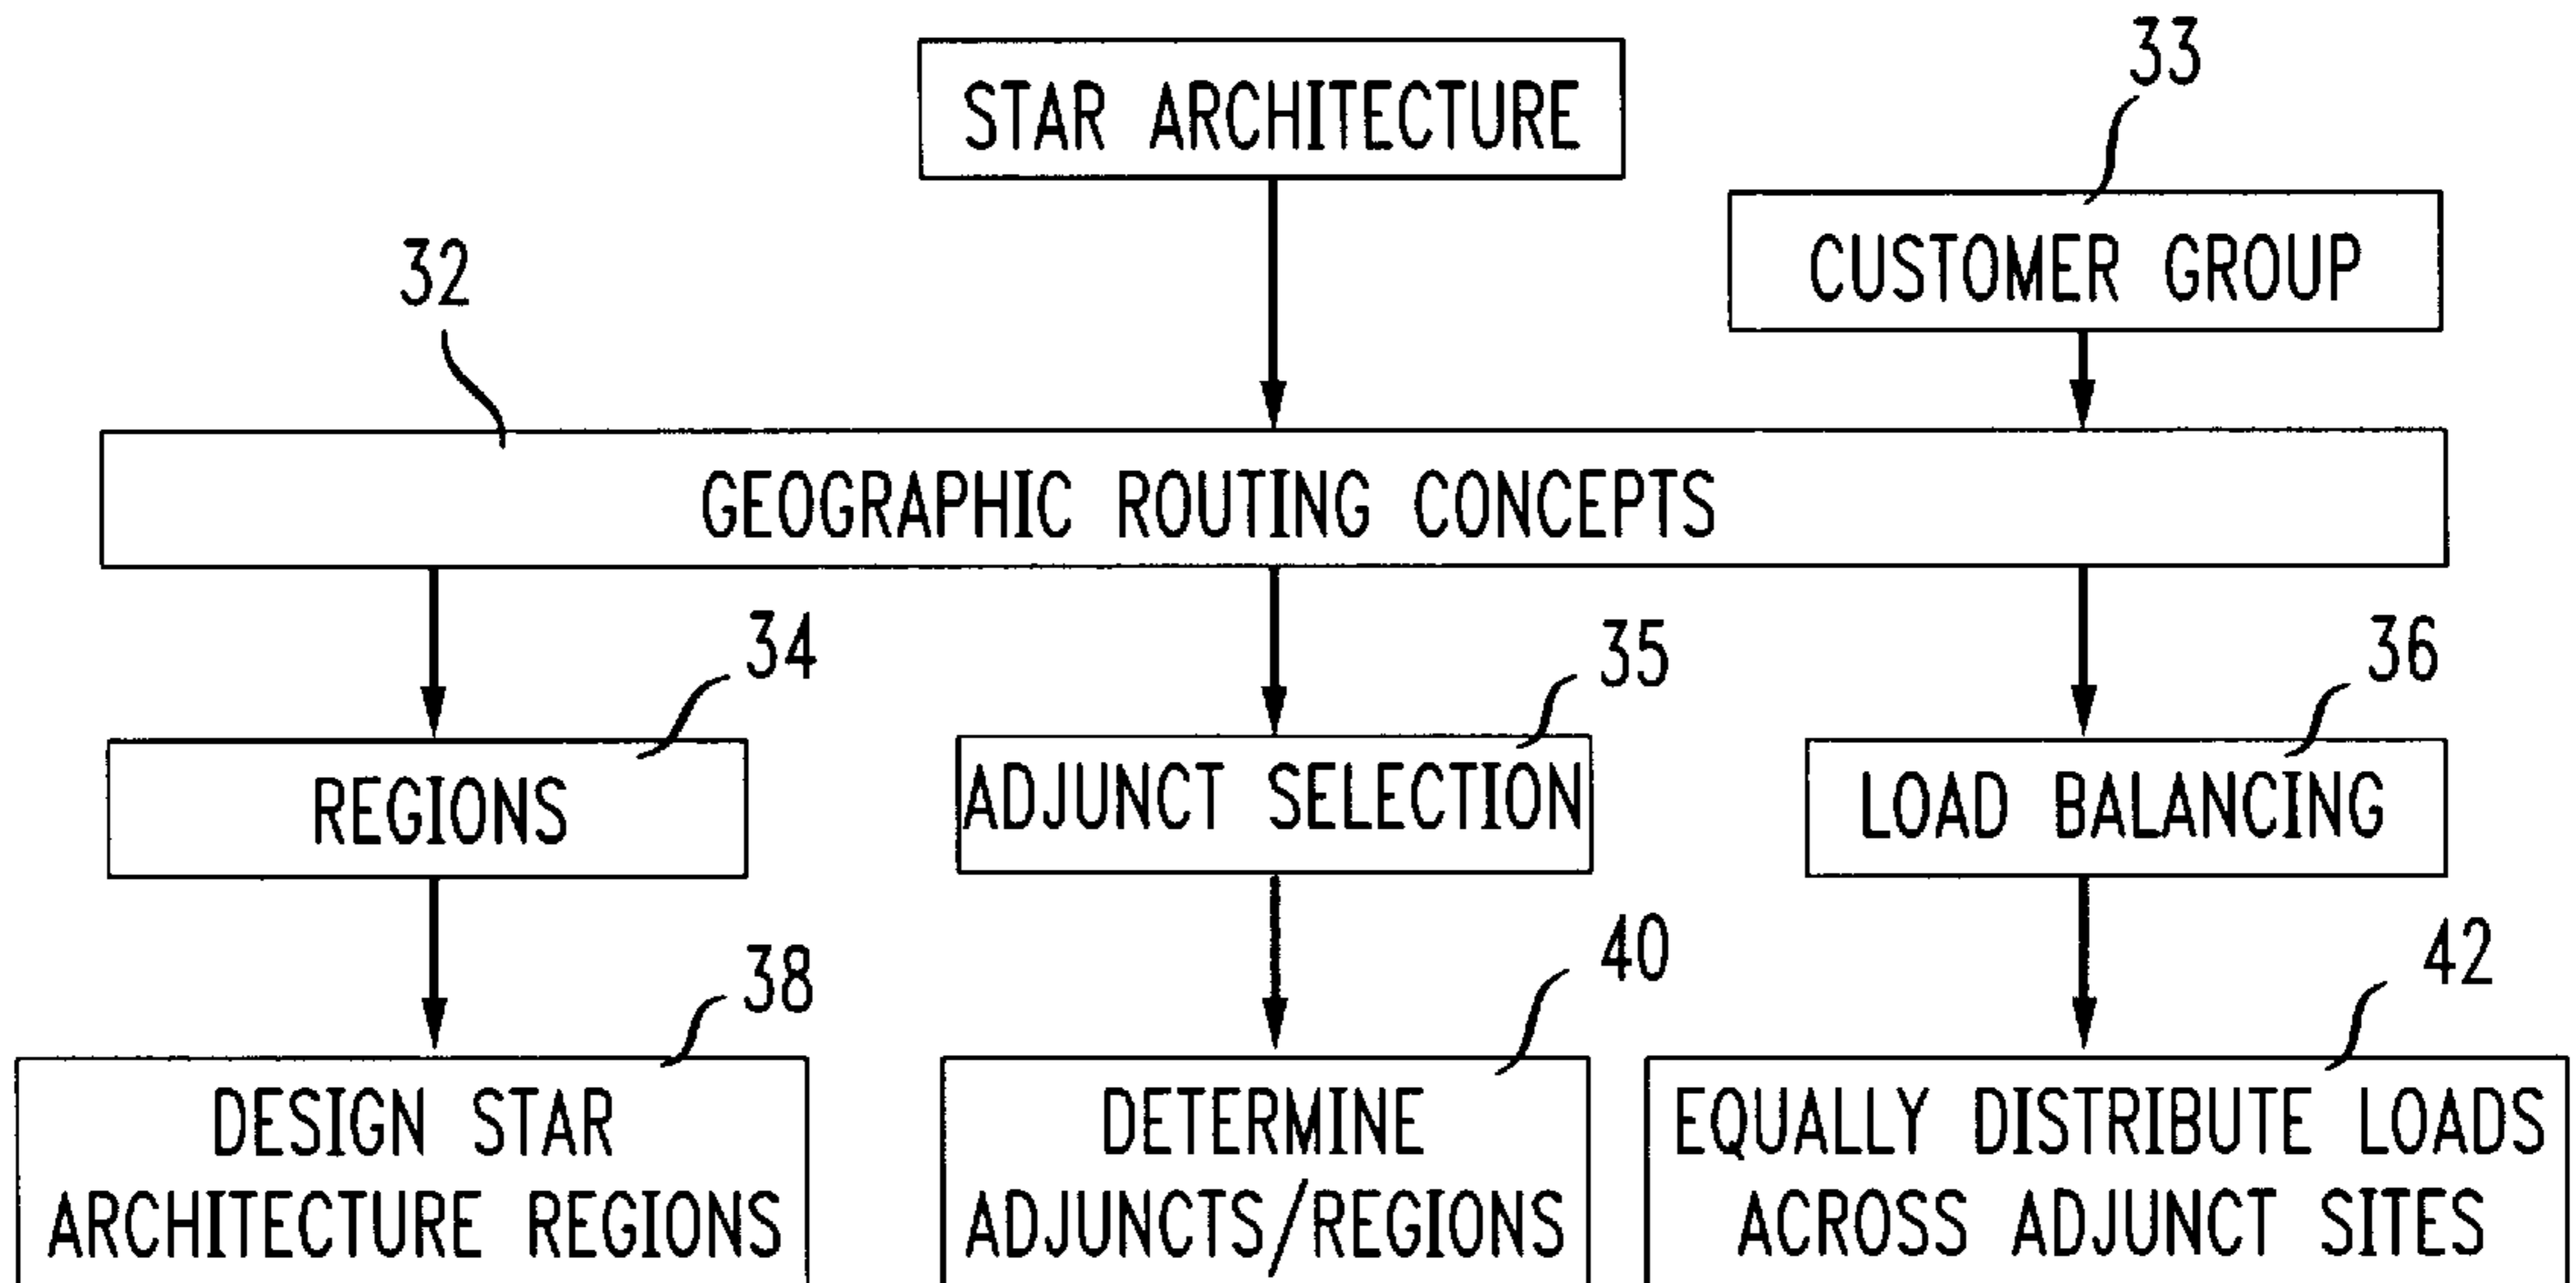 STAR ARCHITECTURE
33
CUSTOMER GROUP
32
GEOGRAPHIC ROUTING CONCEPTS
34
35
36
REGIONS
ADJUNCT SELECTION
LOAD BALANCING
38
40
42
DESIGN STAR
ARCHITECTURE REGIONS
DETERMINE
ADJUNCTS/REGIONS
EQUALLY DISTRIBUTE LOADS
ACROSS ADJUNCT SITES